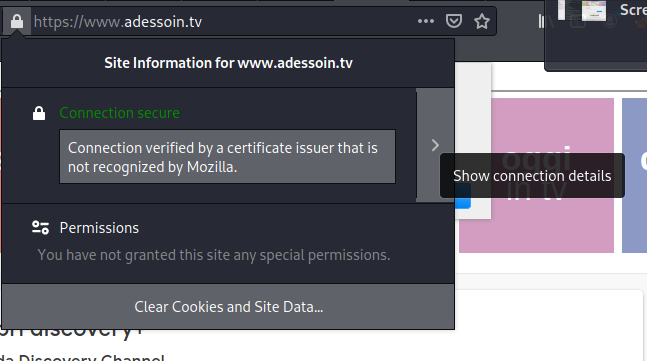 https://www.adessoin.tv
Scre
Site Information for www.adessoin.tv
Connection secure
Connection verified by a certificate issuer that is
not recognized by Mozilla.
oggi
in tv
Show connection details
Permissions
You have not granted this site any special permissions.
Clear Cookies and Site Data...
discovery+
da Discovery Channel